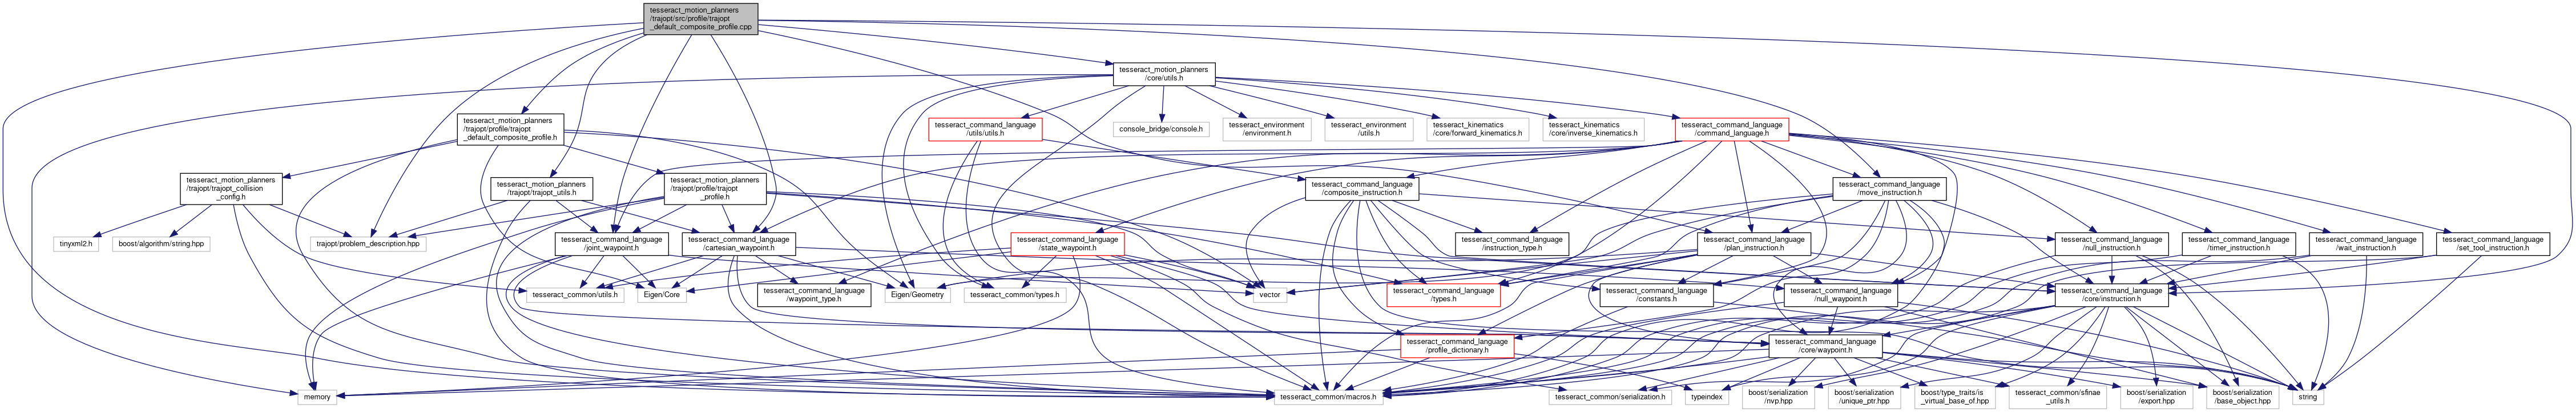 tesseract_motion_planners
/trajopt/src/profile/trajopt
_default_composite_profile.cpp
tesseract_motion_planners
/core/utils.h
tesseract_motion_planners
/trajopt/profile/trajopt
_default_composite_profile.h
tesseract_command_language
/utils/utils.h
console_bridge/console.h
tesseract_environment
/environment.h
tesseract_environment
/utils.h
tesseract_kinematics
/core/forward_kinematics.h
tesseract_kinematics
/core/inverse_kinematics.h
tesseract_command_language
/command_language.h
tesseract_motion_planners
/trajopt/trajopt_collision
_config.h
tesseract_motion_planners
/trajopt/trajopt_utils.h
tesseract_motion_planners
/trajopt/profile/trajopt
_profile.h
tesseract_command_language
/composite_instruction.h
tesseract_command_language
/move_instruction.h
tinyxml2.h
boost/algorithm/string.hpp
trajopt/problem_description.hpp
tesseract_command_language
/joint_waypoint.h
tesseract_command_language
/cartesian_waypoint.h
tesseract_command_language
/state_waypoint.h
tesseract_command_language
/instruction_type.h
tesseract_command_language
/plan_instruction.h
tesseract_command_language
/null_instruction.h
tesseract_command_language
/timer_instruction.h
tesseract_command_language
/wait_instruction.h
tesseract_command_language
/set_tool_instruction.h
tesseract_common/utils.h
Eigen/Core
tesseract_command_language
/waypoint_type.h
Eigen/Geometry
tesseract_common/types.h
vector
tesseract_command_language
/types.h
tesseract_command_language
/constants.h
tesseract_command_language
/null_waypoint.h
tesseract_command_language
/core/instruction.h
tesseract_command_language
/profile_dictionary.h
tesseract_command_language
/core/waypoint.h
memory
tesseract_common/macros.h
tesseract_common/serialization.h
typeindex
boost/serialization
/nvp.hpp
boost/serialization
/unique_ptr.hpp
boost/type_traits/is
_virtual_base_of.hpp
tesseract_common/sfinae
_utils.h
boost/serialization
/export.hpp
boost/serialization
/base_object.hpp
string